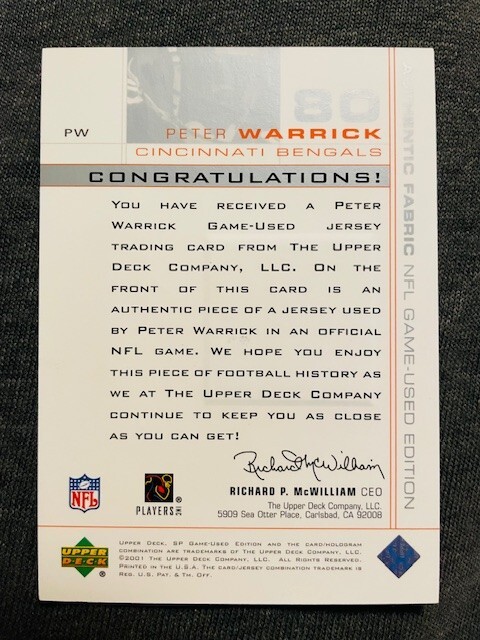 80
PW
PETER WARRICK
CINCINNATI BENGALS
CONGRATULATIONS!
YOU HAVE RECEIVED A PETER
WARRICK GAME-USED JERSEY
TRADING CARD FROM THE UPPER
DECK COMPANY, LLC. ON THE
FRONT OF THIS CARD IS AN
AUTHENTIC PIECE OF A JERSEY USED
BY PETER WARRICK IN AN OFFICIAL
NFL GAME. WE HOPE YOU ENJOY
THIS PIECE OF FOOTBALL HISTORY AS
WE AT THE UPPER DECK COMPANY
CONTINUE TO KEEP YOU AS CLOSE
AS YOU CAN GET!
AUTHENTIC FABRIC NFL GAME-USED EDITION
Richard McWilliam
RICHARD P. McWILLIAM CEO
The Upper Deck Company, LLC.
5909 Sea Otter Place, Carlsbad, CA 92008
NFL
PLAYERS INC ®
UPPER DECK ®
UPPER DECK, SP GAME-USED EDITION AND THE CARD/HOLOGRAM
COMBINATION ARE TRADEMARKS OF THE UPPER DECK COMPANY, LLC.
©2001 THE UPPER DECK COMPANY, LLC. ALL RIGHTS RESERVED.
PRINTED IN THE U.S.A. THE CARD/JERSEY COMBINATION TRADEMARK IS
REG. U.S. PAT. & TM. OFF.